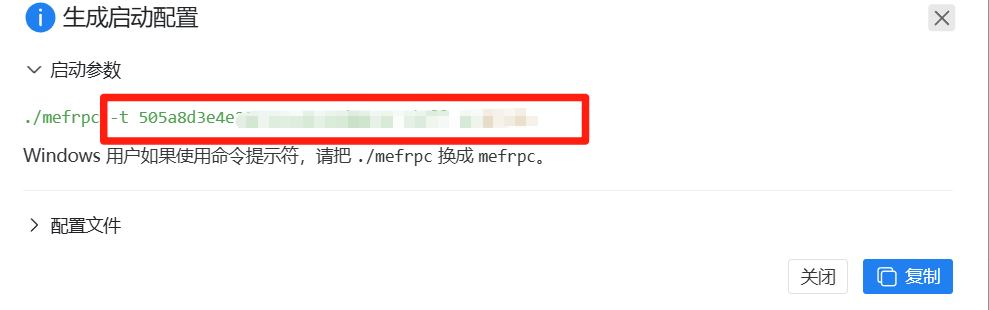 生成启动配置
启动参数
./mefrpc -t 505a8d3e4e
Windows 用户如果使用命令提示符，请把 ./mefrpc 换成 mefrpc。
配置文件
关闭
复制